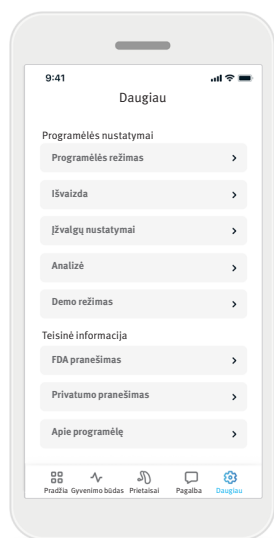 9:41
Daugiau
Programėlės nustatymai
Programėlės režimas
Išvaizda
Įžvalgų nustatymai
Analizė
Demo režimas
Teisinė informacija
FDA pranešimas
Privatumo pranešimas
Apie programėlę
Pradžia Gyvenimo būdas Prietaisai Pagalba Daugiau